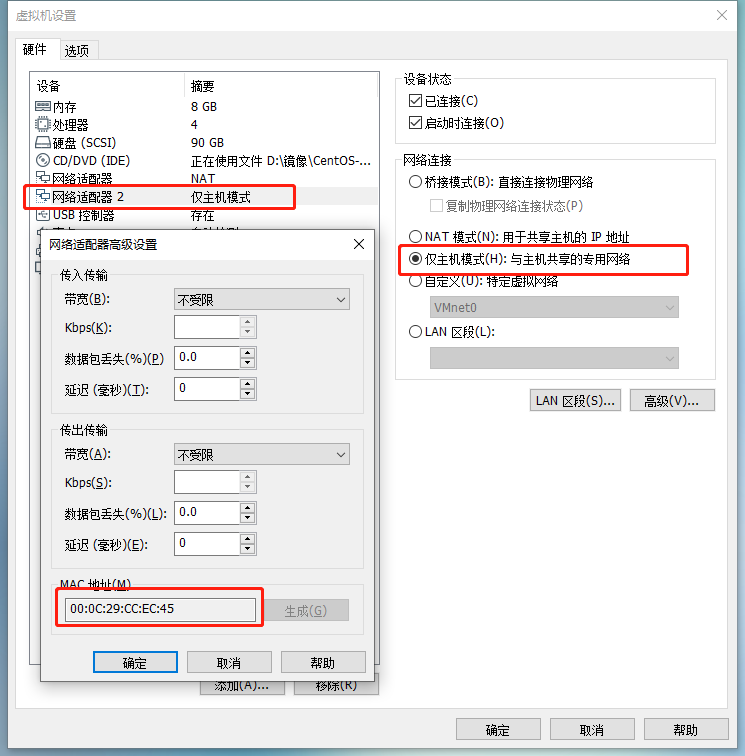 虚拟机设置
硬件
选项
设备
摘要
内存
8 GB
处理器
4
硬盘 (SCSI)
90 GB
CD/DVD (IDE)
正在使用文件 D:\镜像\CentOS-...
网络适配器
NAT
网络适配器 2
仅主机模式
USB 控制器
存在
网络适配器高级设置
传入传输
带宽(B):
不受限
Kbps(K):
数据包丢失(%)(P)
0.0
延迟 (毫秒)(T):
0
传出传输
带宽(A):
不受限
Kbps(S):
数据包丢失(%)(L):
0.0
延迟 (毫秒)(E):
0
MAC 地址(M)
00:0C:29:CC:EC:45
生成(G)
确定
取消
帮助
添加(A)...
移除(R)
设备状态
已连接(C)
启动时连接(O)
网络连接
桥接模式(B): 直接连接物理网络
复制物理网络连接状态(P)
NAT 模式(N): 用于共享主机的 IP 地址
仅主机模式(H): 与主机共享的专用网络
自定义(U): 特定虚拟网络
VMnet0
LAN 区段(L):
LAN 区段(S)...
高级(V)...
确定
取消
帮助